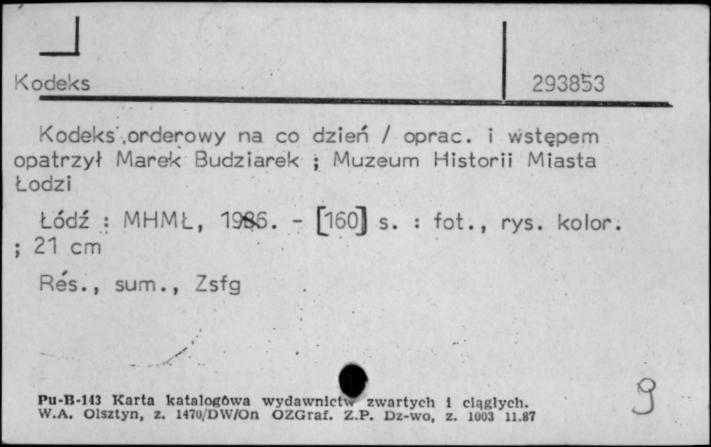 Kodeks 293853
Kodeks orderowy na co dzień / oprac. i wstępem
opatrzył Marek Budziarek ; Muzeum Historii Miasta
Łodzi
Łódź : MHMŁ, 1986. - [160] s. : fot., rys. kolor.
; 21 cm
Rés., sum., Zsfg
Pu-B-143 Karta katalogowa wydawnictw zwartych i ciągłych.
W.A. Olsztyn, z. 1470/DW/On OZGraf. Z.P. Dz-wo, z. 1003 11.87
9